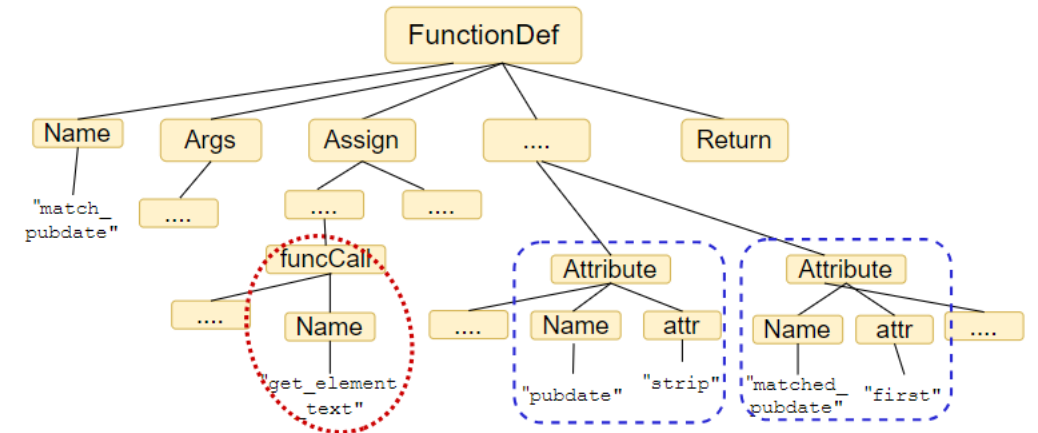 FunctionDef
Name
Args
Assign
....
Return
"match_
pubdate"
....
....
....
funcCall
Attribute
Attribute
....
Name
....
Name
attr
Name
attr
....
"get_element
_text"
"pubdate"
"strip"
"matched_
pubdate"
"first"